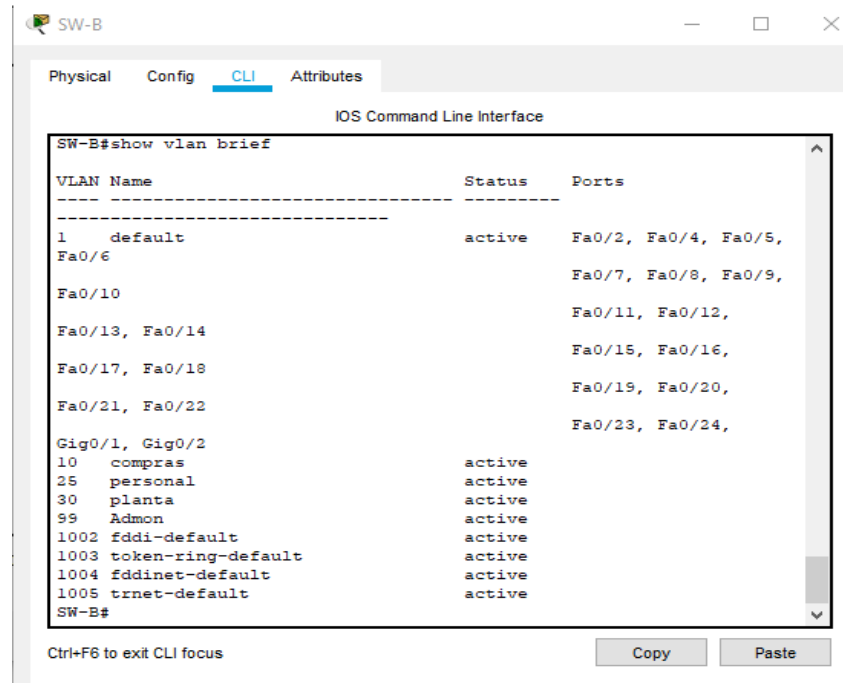 SW-B
Physical Config CLI Attributes
IOS Command Line Interface
SW-B#show vlan brief
VLAN Name Status Ports
---- -------------------------------- ---------
-------------------------------
1 default active Fa0/2, Fa0/4, Fa0/5,
Fa0/6
Fa0/7, Fa0/8, Fa0/9,
Fa0/10
Fa0/11, Fa0/12,
Fa0/13, Fa0/14
Fa0/15, Fa0/16,
Fa0/17, Fa0/18
Fa0/19, Fa0/20,
Fa0/21, Fa0/22
Fa0/23, Fa0/24,
Gig0/1, Gig0/2
10 compras active
25 personal active
30 planta active
99 Admon active
1002 fddi-default active
1003 token-ring-default active
1004 fddinet-default active
1005 trnet-default active
SW-B#
Ctrl+F6 to exit CLI focus Copy Paste